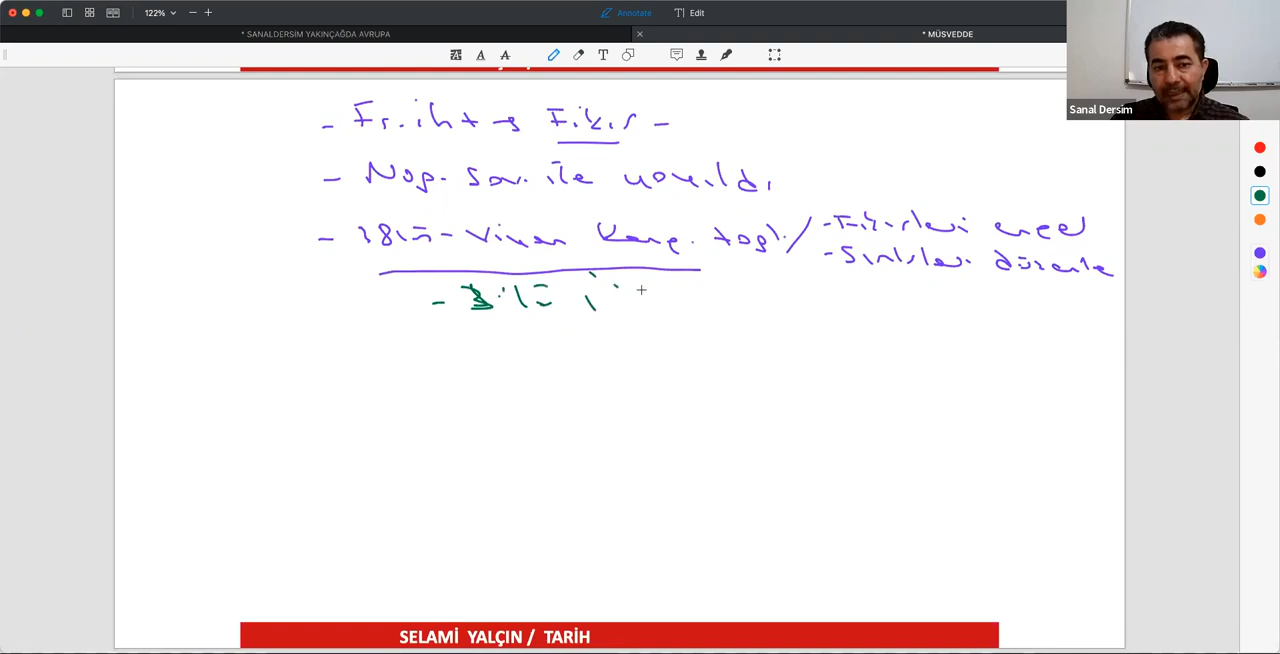 122%
Annotate
Edit
* SANALDERSİM YAKINÇAĞDA AVRUPA
* MÜSVEDDE
Sanal Dersim
- Fr. iht → Fikir -
- Nap. Sav. ile yayıldı
- 1815 - Viyana Kong. topl. / - Fikirleri engel
- Sınırları düzenle
SELAMİ YALÇIN / TARİH